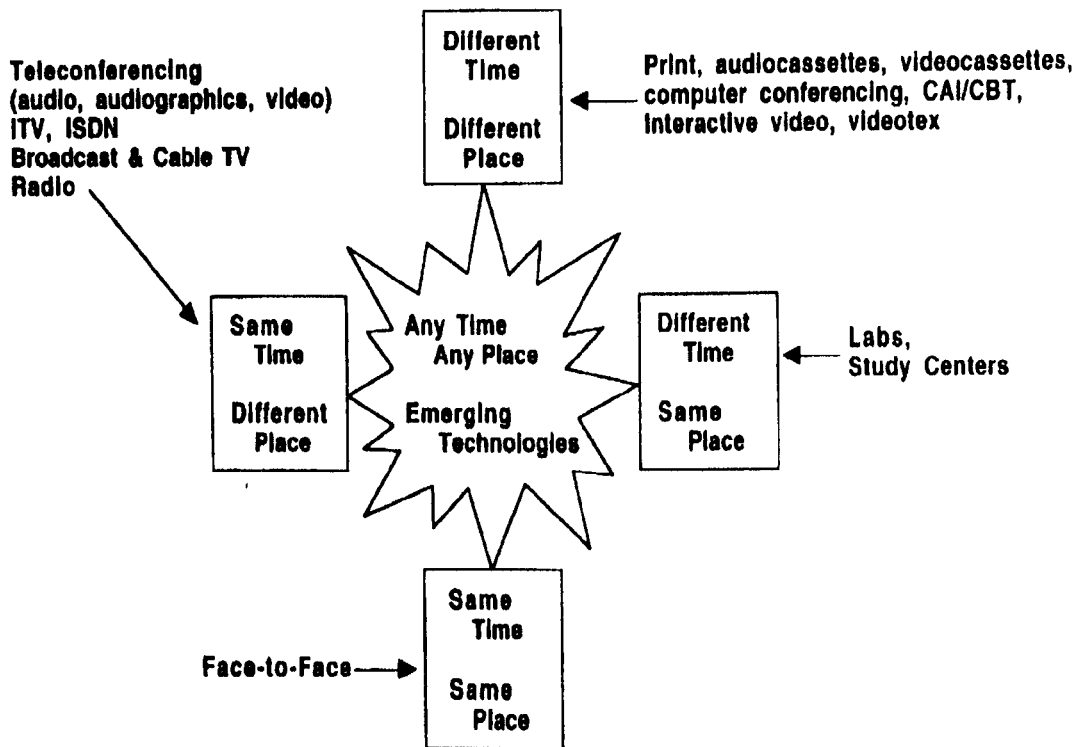 Teleconferencing
(audio, audiographics, video)
ITV, ISDN
Broadcast & Cable TV
Radio
Different
Time
Different
Place
Print, audiocassettes, videocassettes,
computer conferencing, CAI/CBT,
interactive video, videotex
Same
Time
Different
Place
Any Time
Any Place
Emerging
Technologies
Different
Time
Same
Place
Labs,
Study Centers
Face-to-Face
Same
Time
Same
Place